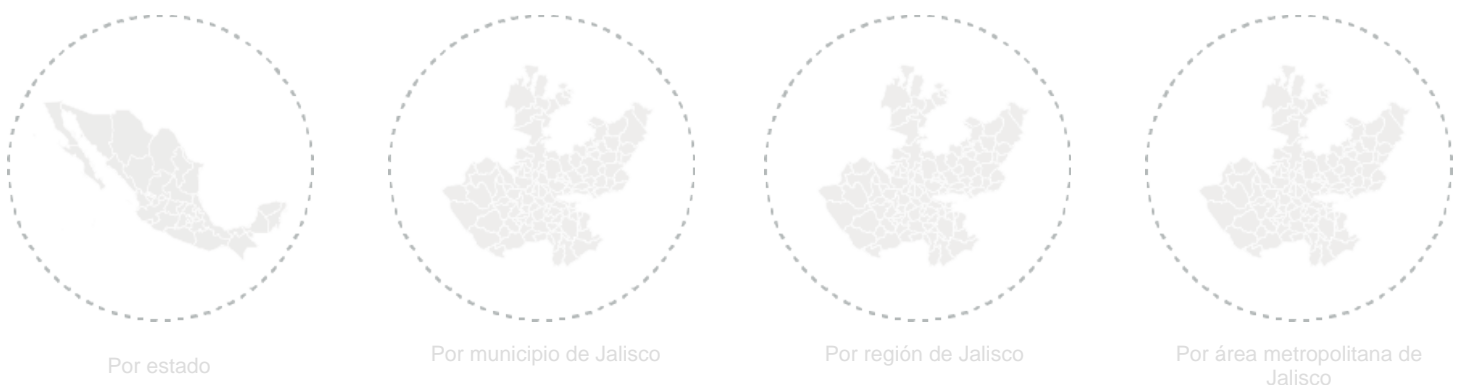 Por estado
Por municipio de Jalisco
Por región de Jalisco
Por área metropolitana de
Jalisco